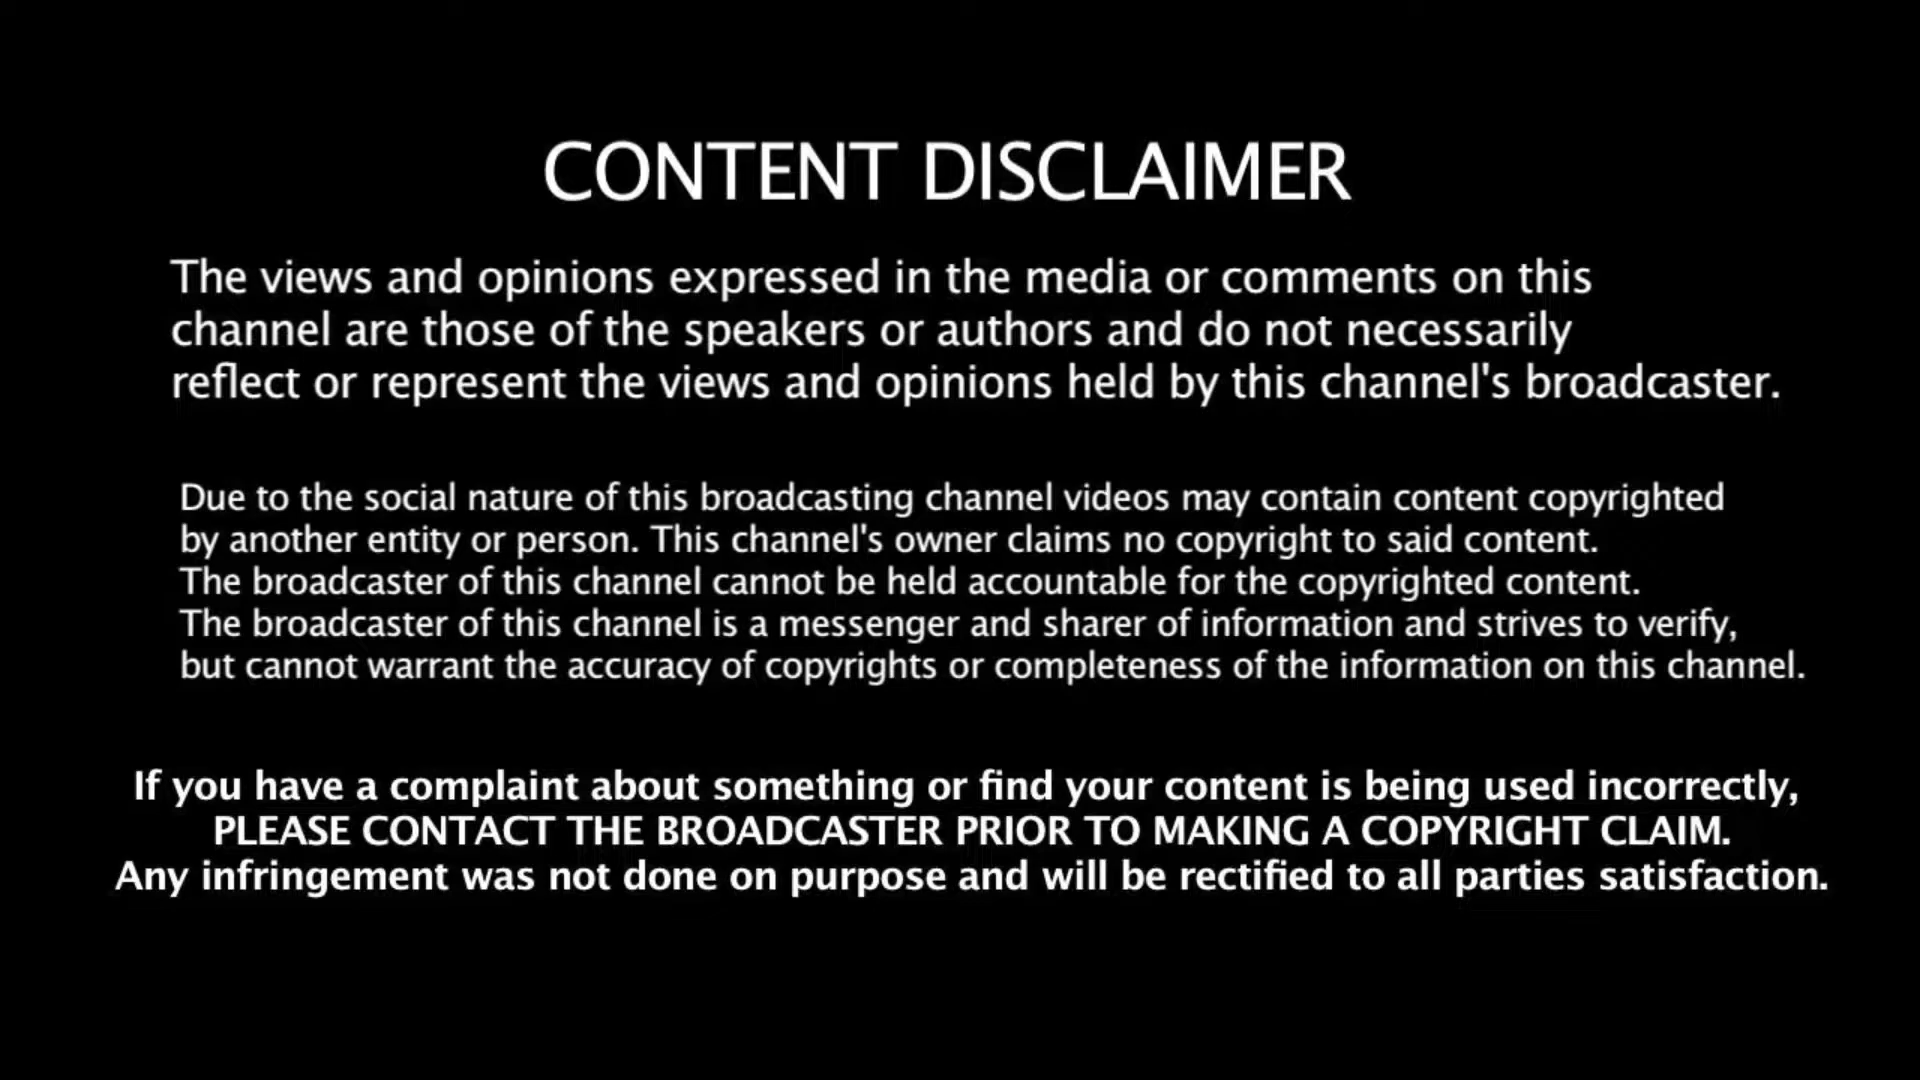 CONTENT DISCLAIMER
The views and opinions expressed in the media or comments on this
channel are those of the speakers or authors and do not necessarily
reflect or represent the views and opinions held by this channel's broadcaster.
Due to the social nature of this broadcasting channel videos may contain content copyrighted
by another entity or person. This channel's owner claims no copyright to said content.
The broadcaster of this channel cannot be held accountable for the copyrighted content.
The broadcaster of this channel is a messenger and sharer of information and strives to verify,
but cannot warrant the accuracy of copyrights or completeness of the information on this channel.
If you have a complaint about something or find your content is being used incorrectly,
PLEASE CONTACT THE BROADCASTER PRIOR TO MAKING A COPYRIGHT CLAIM.
Any infringement was not done on purpose and will be rectified to all parties satisfaction.